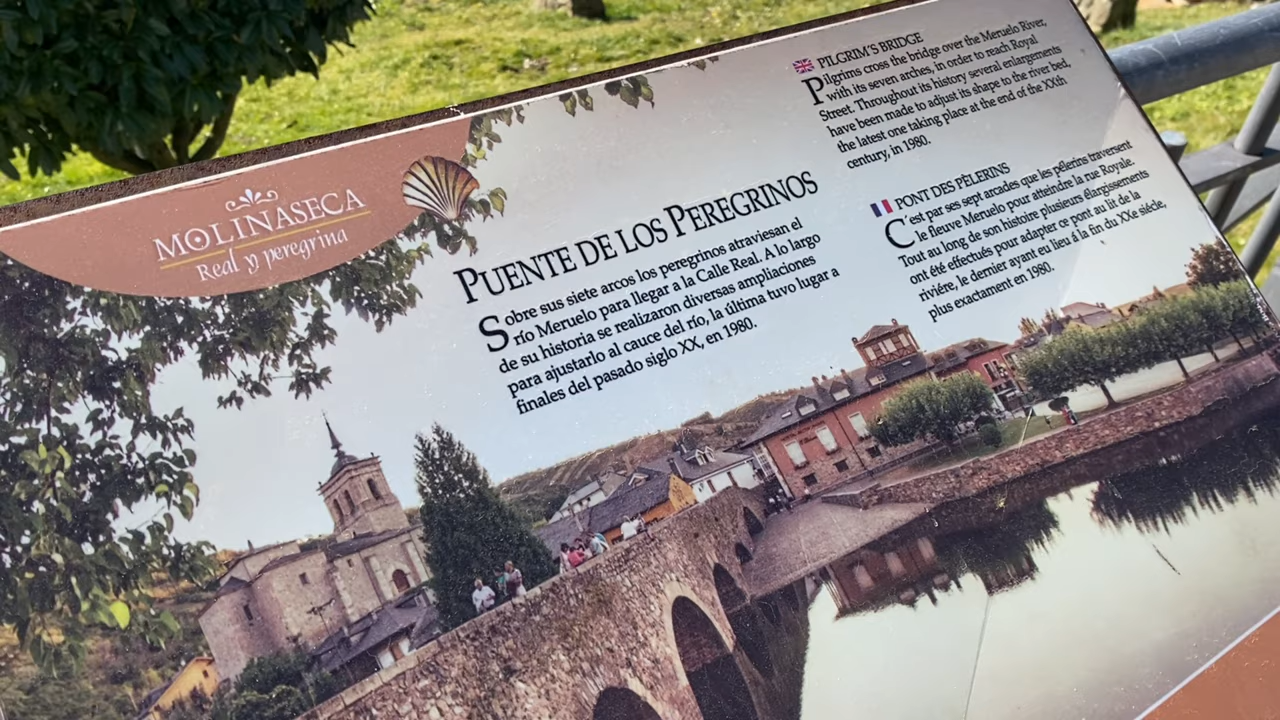 MOLINASECA
Real y peregrina
PUENTE DE LOS PEREGRINOS
Sobre sus siete arcos los peregrinos atraviesan el
río Meruelo para llegar a la Calle Real. A lo largo
de su historia se realizaron diversas ampliaciones
para ajustarlo al cauce del río, la última tuvo lugar a
finales del pasado siglo XX, en 1980.
PILGRIM'S BRIDGE
Pilgrims cross the bridge over the Meruelo River,
with its seven arches, in order to reach Royal
Street. Throughout its history several enlargements
have been made to adjust its shape to the river bed,
the latest one taking place at the end of the XXth
century, in 1980.
PONT DES PÈLERINS
C'est par ses sept arcades que les pélerins traversent
le fleuve Meruelo pour atteindre la rue Royale.
Tout au long de son histoire plusieurs élargissements
ont été effectués pour adapter ce pont au lit de la
riviére, le dernier ayant eu lieu á la fin du XXe siécle,
plus exactament en 1980.